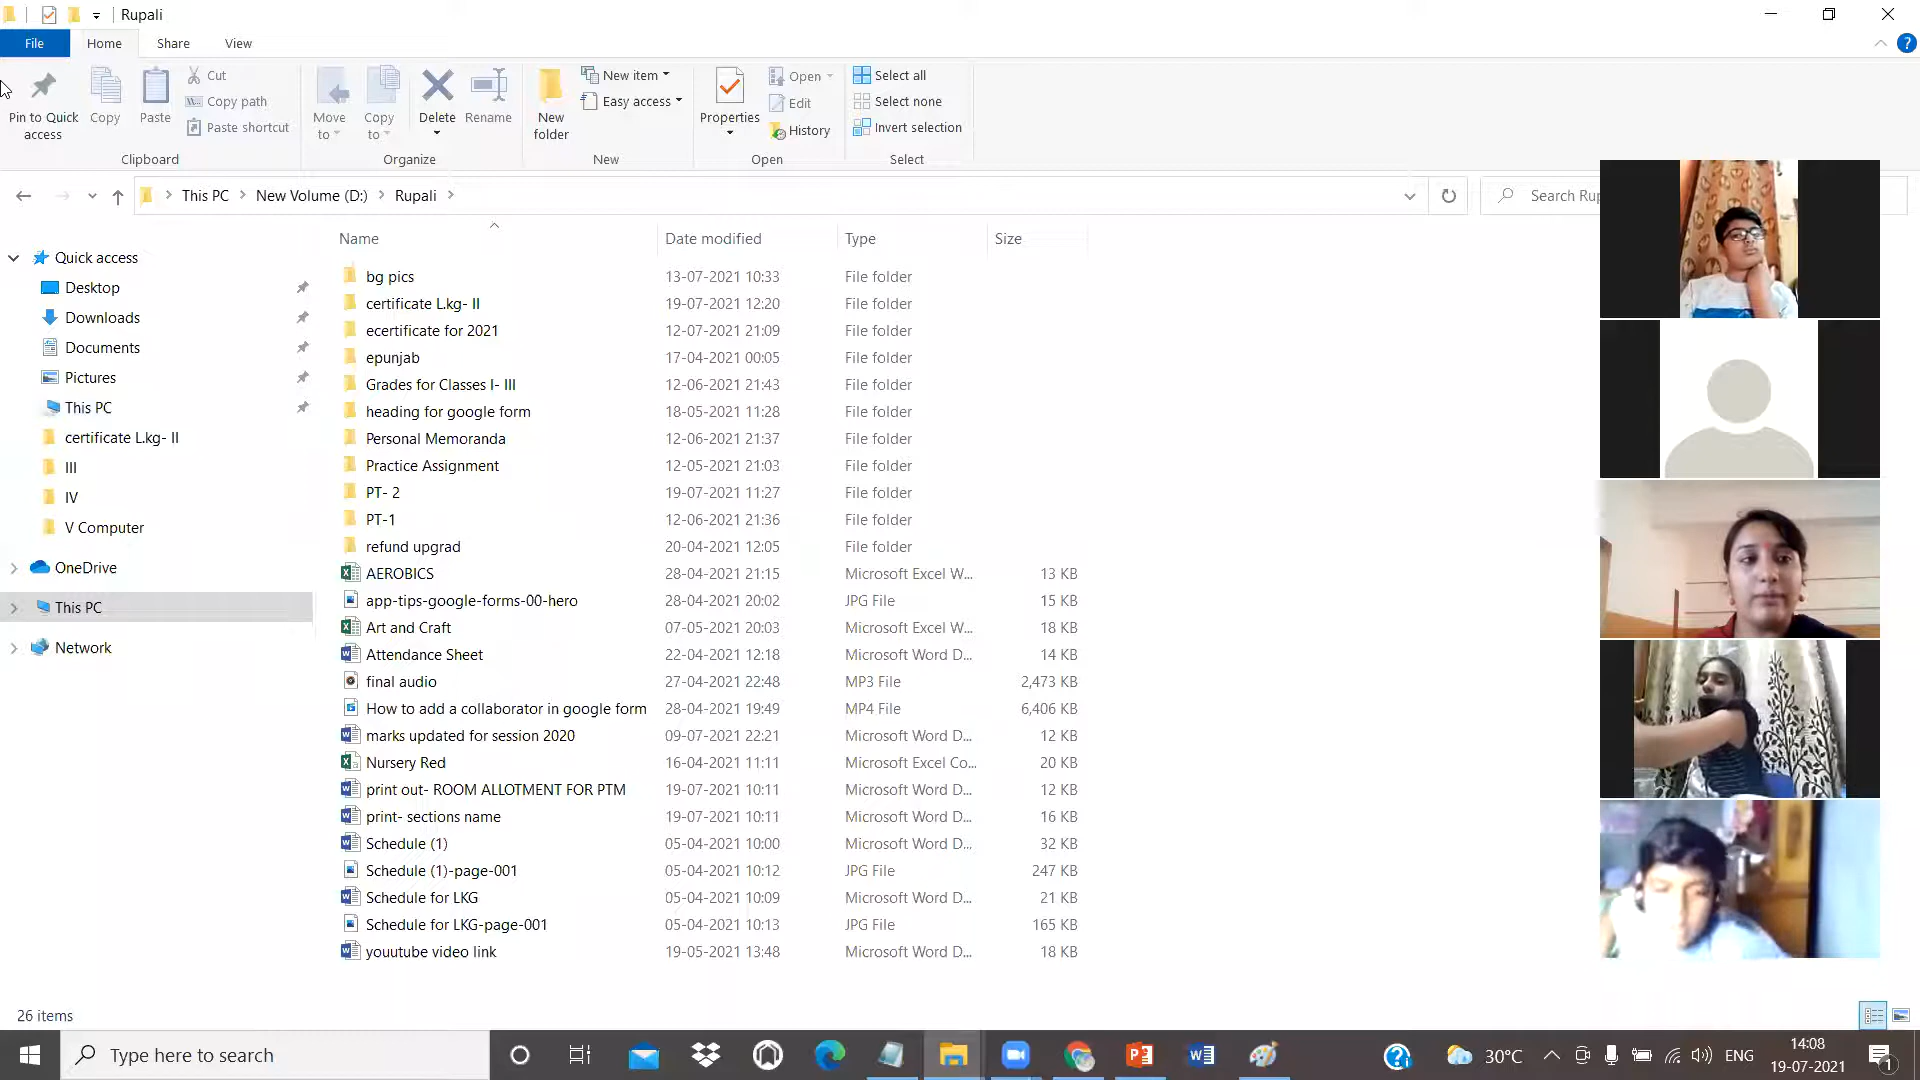 Rupali
File Home Share View
Pin to Quick access
Copy
Paste
Cut
Copy path
Paste shortcut
Clipboard
Move to
Copy to
Delete
Rename
Organize
New folder
New item
Easy access
New
Properties
Open
Edit
History
Open
Select all
Select none
Invert selection
Select
This PC > New Volume (D:) > Rupali >
Search Rup
Quick access
Desktop
Downloads
Documents
Pictures
This PC
certificate L.kg- II
III
IV
V Computer
OneDrive
This PC
Network
Name Date modified Type Size
bg pics 13-07-2021 10:33 File folder
certificate L.kg- II 19-07-2021 12:20 File folder
ecertificate for 2021 12-07-2021 21:09 File folder
epunjab 17-04-2021 00:05 File folder
Grades for Classes I- III 12-06-2021 21:43 File folder
heading for google form 18-05-2021 11:28 File folder
Personal Memoranda 12-06-2021 21:37 File folder
Practice Assignment 12-05-2021 21:03 File folder
PT- 2 19-07-2021 11:27 File folder
PT-1 12-06-2021 21:36 File folder
refund upgrad 20-04-2021 12:05 File folder
AEROBICS 28-04-2021 21:15 Microsoft Excel W... 13 KB
app-tips-google-forms-00-hero 28-04-2021 20:02 JPG File 15 KB
Art and Craft 07-05-2021 20:03 Microsoft Excel W... 18 KB
Attendance Sheet 22-04-2021 12:18 Microsoft Word D... 14 KB
final audio 27-04-2021 22:48 MP3 File 2,473 KB
How to add a collaborator in google form 28-04-2021 19:49 MP4 File 6,406 KB
marks updated for session 2020 09-07-2021 22:21 Microsoft Word D... 12 KB
Nursery Red 16-04-2021 11:11 Microsoft Excel Co... 20 KB
print out- ROOM ALLOTMENT FOR PTM 19-07-2021 10:11 Microsoft Word D... 12 KB
print- sections name 19-07-2021 10:11 Microsoft Word D... 16 KB
Schedule (1) 05-04-2021 10:00 Microsoft Word D... 32 KB
Schedule (1)-page-001 05-04-2021 10:12 JPG File 247 KB
Schedule for LKG 05-04-2021 10:09 Microsoft Word D... 21 KB
Schedule for LKG-page-001 05-04-2021 10:13 JPG File 165 KB
youutube video link 19-05-2021 13:48 Microsoft Word D... 18 KB
26 items
Type here to search
30°C
ENG
14:08
19-07-2021
1